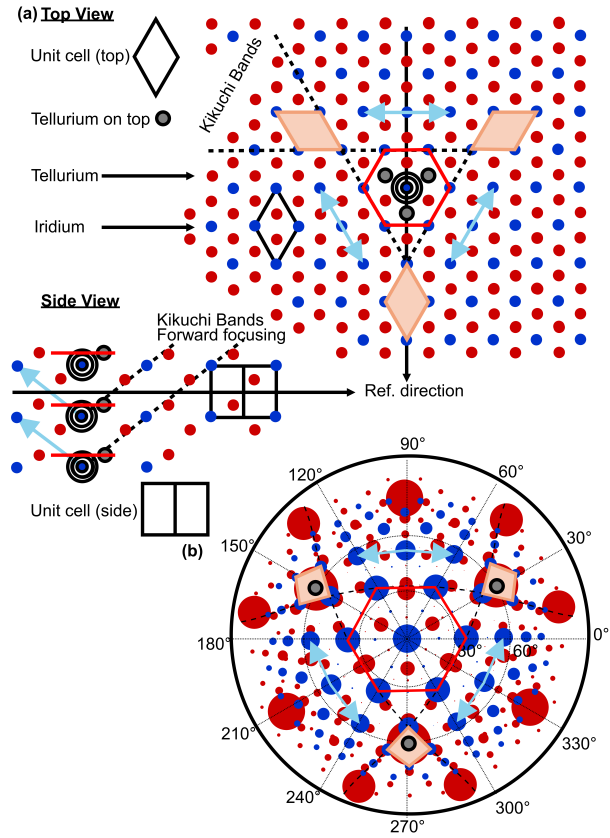 (a) Top View
Unit cell (top)
Kikuchi Bands
Tellurium on top
Tellurium
Iridium
Side View
Kikuchi Bands
Forward focusing
Ref. direction
Unit cell (side)
(b)
90°
120°
60°
150°
30°
180°
30°
60°
0°
210°
330°
240°
300°
270°